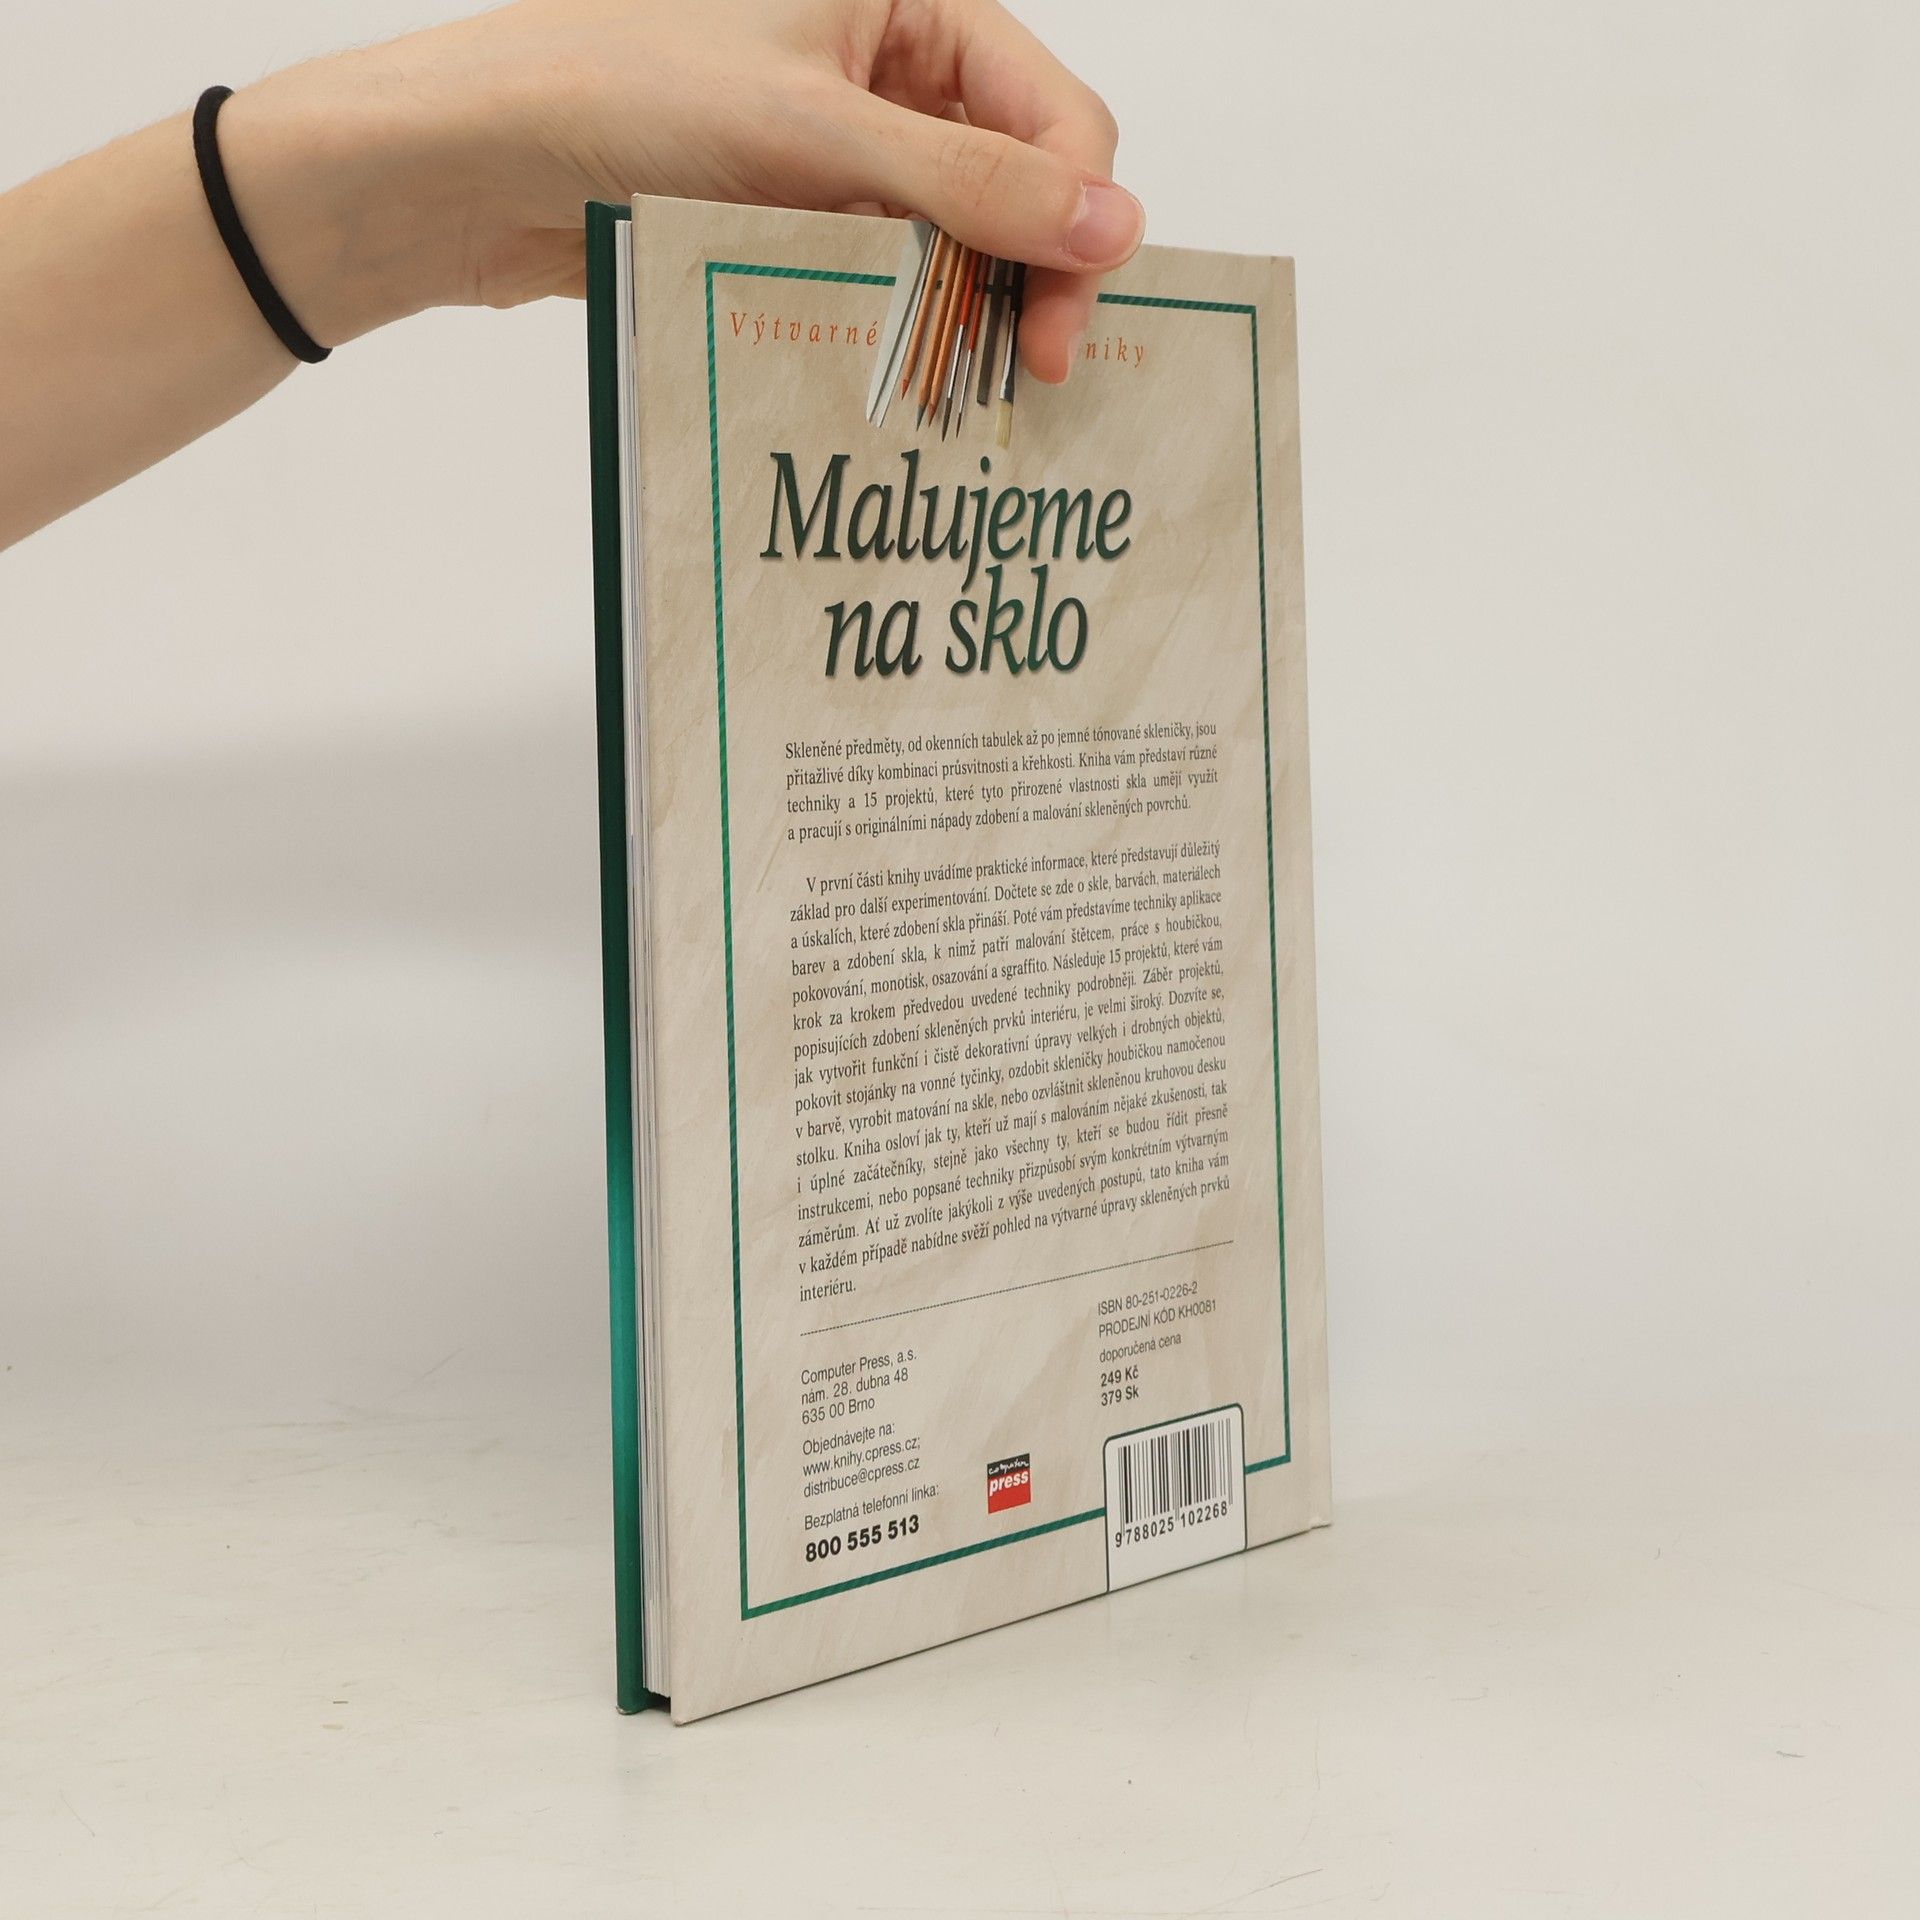 Výtvarné niky
Malujeme
na sklo
Skleněné předměty, od okenních tabulek až po jemné tónované skleničky, jsou
přitažlivé díky kombinaci průsvitnosti a křehkosti. Kniha vám představí různé
techniky a 15 projektů, které tyto přirozené vlastnosti skla umějí využít
a pracují s originálními nápady zdobení a malování skleněných povrchů.
V první části knihy uvádíme praktické informace, které představují důležitý
základ pro další experimentování. Dočtete se zde o skle, barvách, materiálech
a úskalích, které zdobení skla přináší. Poté vám představíme techniky aplikace
barev a zdobení skla, k nimž patří malování štětcem, práce s houbičkou,
pokovování, monotisk, osazování a sgraffito. Následuje 15 projektů, které vám
krok za krokem předvedou uvedené techniky podrobněji. Záběr projektů,
popisujících zdobení skleněných prvků interiéru, je velmi široký. Dozvíte se,
jak vytvořit funkční i čistě dekorativní úpravy velkých i drobných objektů,
pokovit stojánky na vonné tyčinky, ozdobit skleničky houbičkou namočenou
v barvě, vyrobit matování na skle, nebo ozvláštnit skleněnou kruhovou desku
stolku. Kniha osloví jak ty, kteří už mají s malováním nějaké zkušenosti, tak
i úplné začátečníky, stejně jako všechny ty, kteří se budou řídit přesně
instrukcemi, nebo popsané techniky přizpůsobí svým konkrétním výtvarným
záměrům. Ať už zvolíte jakýkoli z výše uvedených postupů, tato kniha vám
v každém případě nabídne svěží pohled na výtvarné úpravy skleněných prvků
interiéru.
ISBN 80-251-0226-2
PRODEJNÍ KÓD KH0081
doporučená cena
249 Kč
379 Sk
Computer Press, a.s.
nám. 28. dubna 48
635 00 Brno
Objednávejte na:
www.knihy.cpress.cz;
distribuce@cpress.cz
Bezplatná telefonní linka:
800 555 513
computer
press
9788025102268